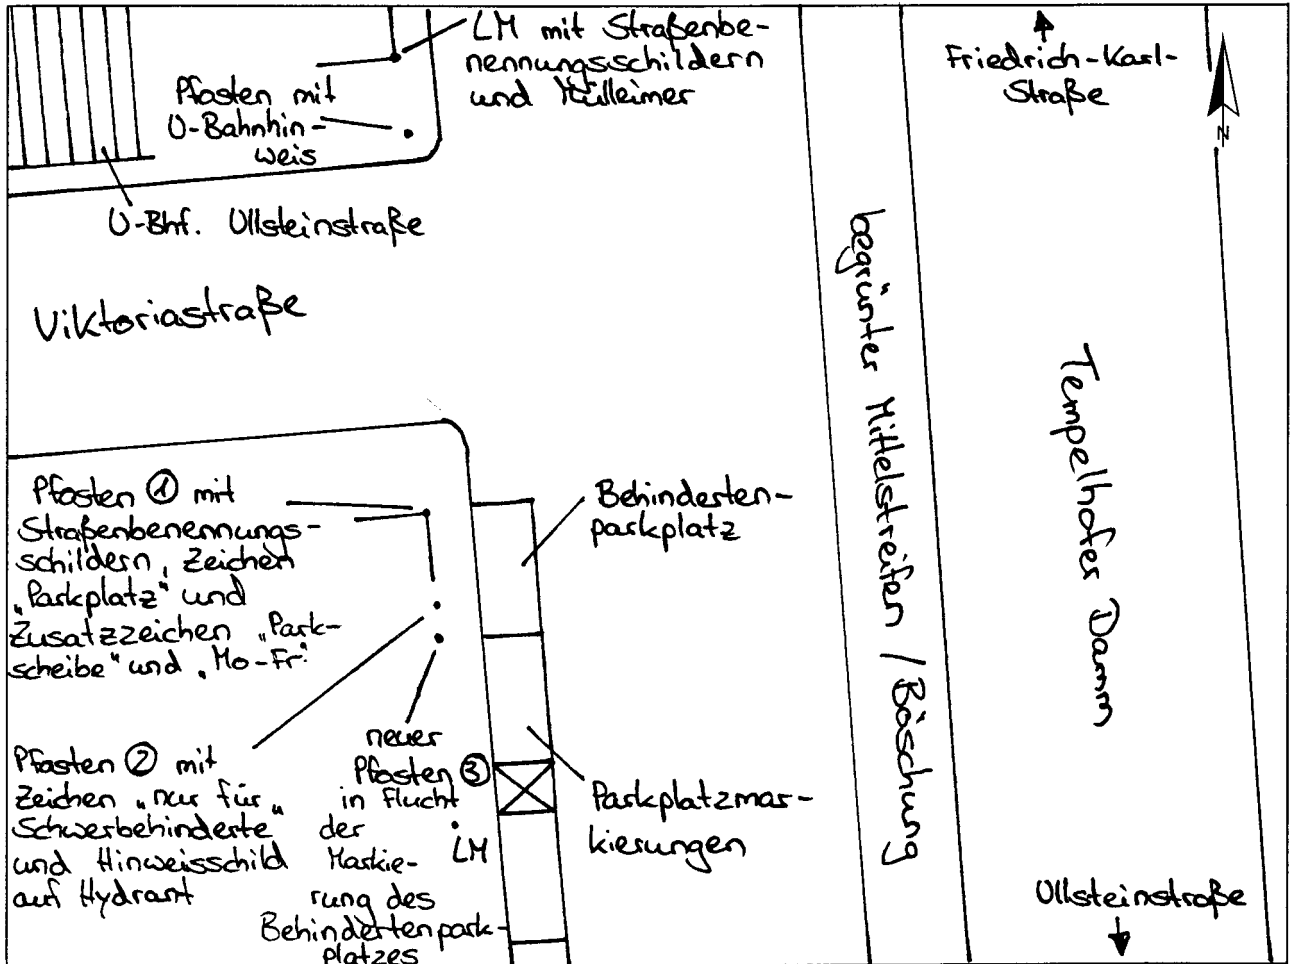 LM mit Straßenbe-
nennungsschildern
und Mülleimer
Friedrich-Karl-
Straße
N
Pfosten mit
U-Bahnhin-
weis
U-Bhf. Ullsteinstraße
Viktoriastraße
begrünter Mittelstreifen / Böschung
Tempelhofer Damm
Pfosten ① mit
Straßenbenennungs-
schildern, Zeichen
„Parkplatz" und
Zusatzzeichen „Park-
scheibe" und „Mo-Fr."
Behinderten-
parkplatz
Pfosten ② mit
Zeichen „nur für
Schwerbehinderte"
und Hinweisschild
auf Hydrant
neuer
Pfosten ③
in Flucht
der
Markie-
rung des
Behindertenpark-
platzes
LM
Parkplatzmar-
kierungen
Ullsteinstraße